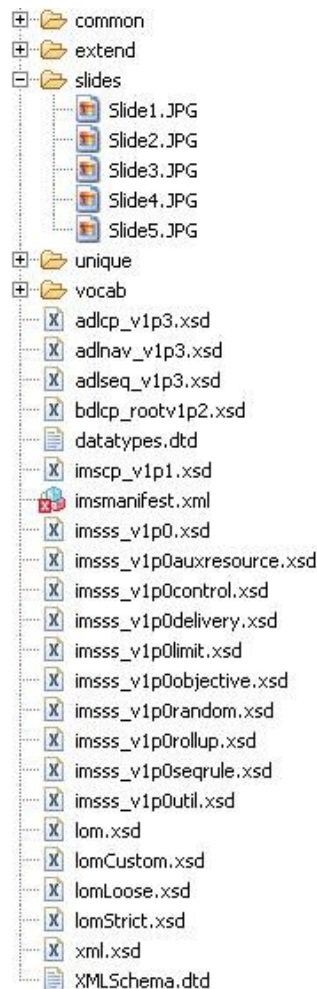 common
extend
slides
Slide1.JPG
Slide2.JPG
Slide3.JPG
Slide4.JPG
Slide5.JPG
unique
vocab
adlcp_v1p3.xsd
adlnav_v1p3.xsd
adlseq_v1p3.xsd
bdlcp_rootv1p2.xsd
datatypes.dtd
imscp_v1p1.xsd
imsmanifest.xml
imsss_v1p0.xsd
imsss_v1p0auxresource.xsd
imsss_v1p0control.xsd
imsss_v1p0delivery.xsd
imsss_v1p0limit.xsd
imsss_v1p0objective.xsd
imsss_v1p0random.xsd
imsss_v1p0rollup.xsd
imsss_v1p0seqrule.xsd
imsss_v1p0util.xsd
lom.xsd
lomCustom.xsd
lomLoose.xsd
lomStrict.xsd
xml.xsd
XMLSchema.dtd